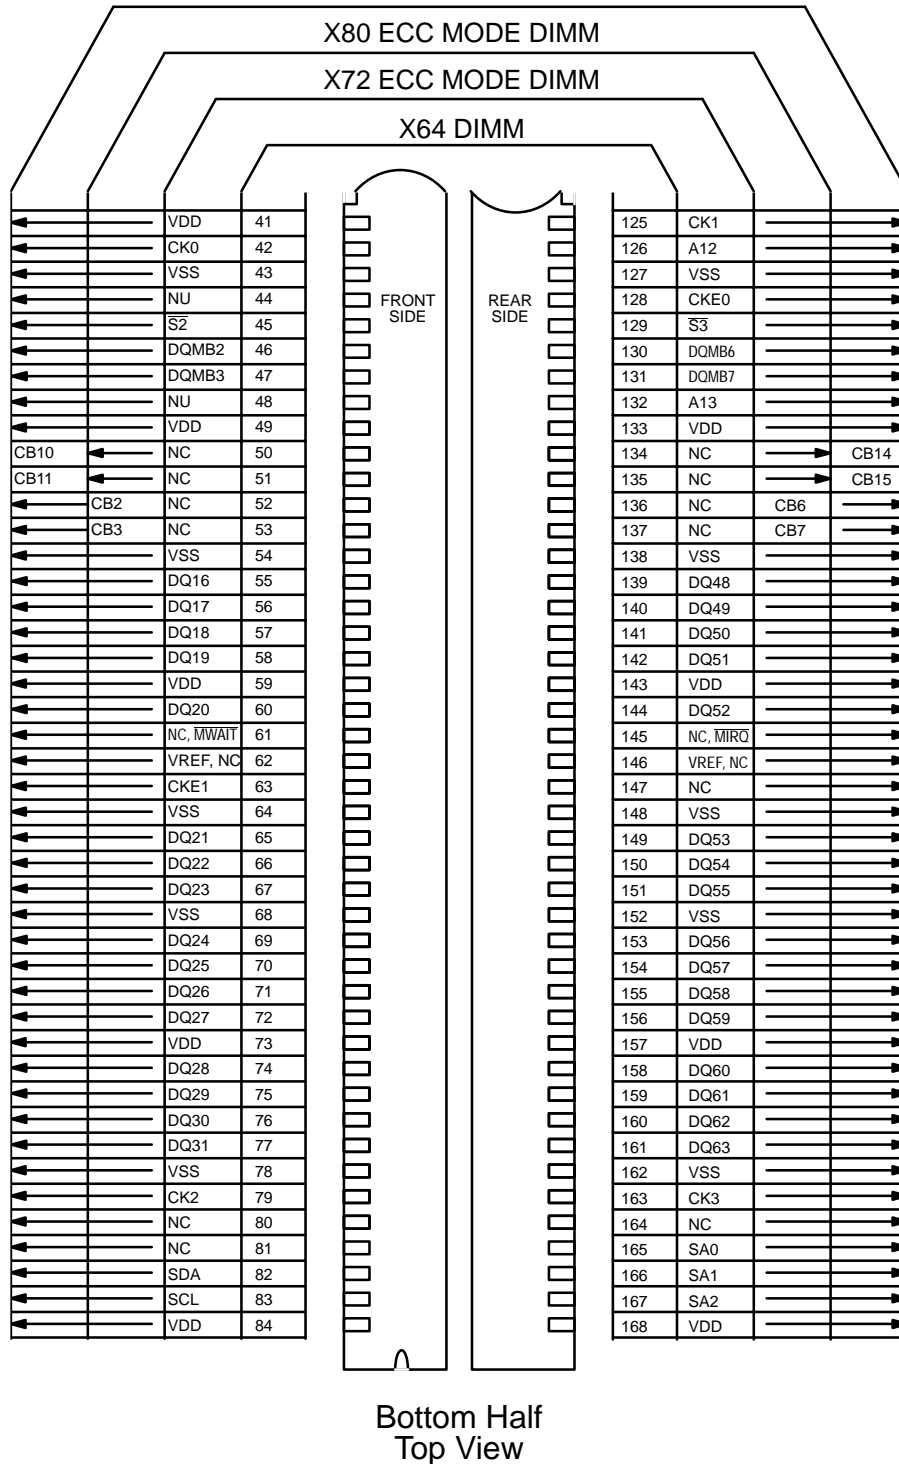 X80 ECC MODE DIMM
X72 ECC MODE DIMM
X64 DIMM
FRONT SIDE
REAR SIDE
VDD 41 125 CK1
CK0 42 126 A12
VSS 43 127 VSS
NU 44 128 CKE0
S̅2̅ 45 129 S̅3̅
DQMB2 46 130 DQMB6
DQMB3 47 131 DQMB7
NU 48 132 A13
VDD 49 133 VDD
CB10 NC 50 134 NC CB14
CB11 NC 51 135 NC CB15
CB2 NC 52 136 NC CB6
CB3 NC 53 137 NC CB7
VSS 54 138 VSS
DQ16 55 139 DQ48
DQ17 56 140 DQ49
DQ18 57 141 DQ50
DQ19 58 142 DQ51
VDD 59 143 VDD
DQ20 60 144 DQ52
NC, M̅W̅A̅I̅T̅ 61 145 NC, M̅I̅R̅Q̅
VREF, NC 62 146 VREF, NC
CKE1 63 147 NC
VSS 64 148 VSS
DQ21 65 149 DQ53
DQ22 66 150 DQ54
DQ23 67 151 DQ55
VSS 68 152 VSS
DQ24 69 153 DQ56
DQ25 70 154 DQ57
DQ26 71 155 DQ58
DQ27 72 156 DQ59
VDD 73 157 VDD
DQ28 74 158 DQ60
DQ29 75 159 DQ61
DQ30 76 160 DQ62
DQ31 77 161 DQ63
VSS 78 162 VSS
CK2 79 163 CK3
NC 80 164 NC
NC 81 165 SA0
SDA 82 166 SA1
SCL 83 167 SA2
VDD 84 168 VDD
Bottom Half
Top View